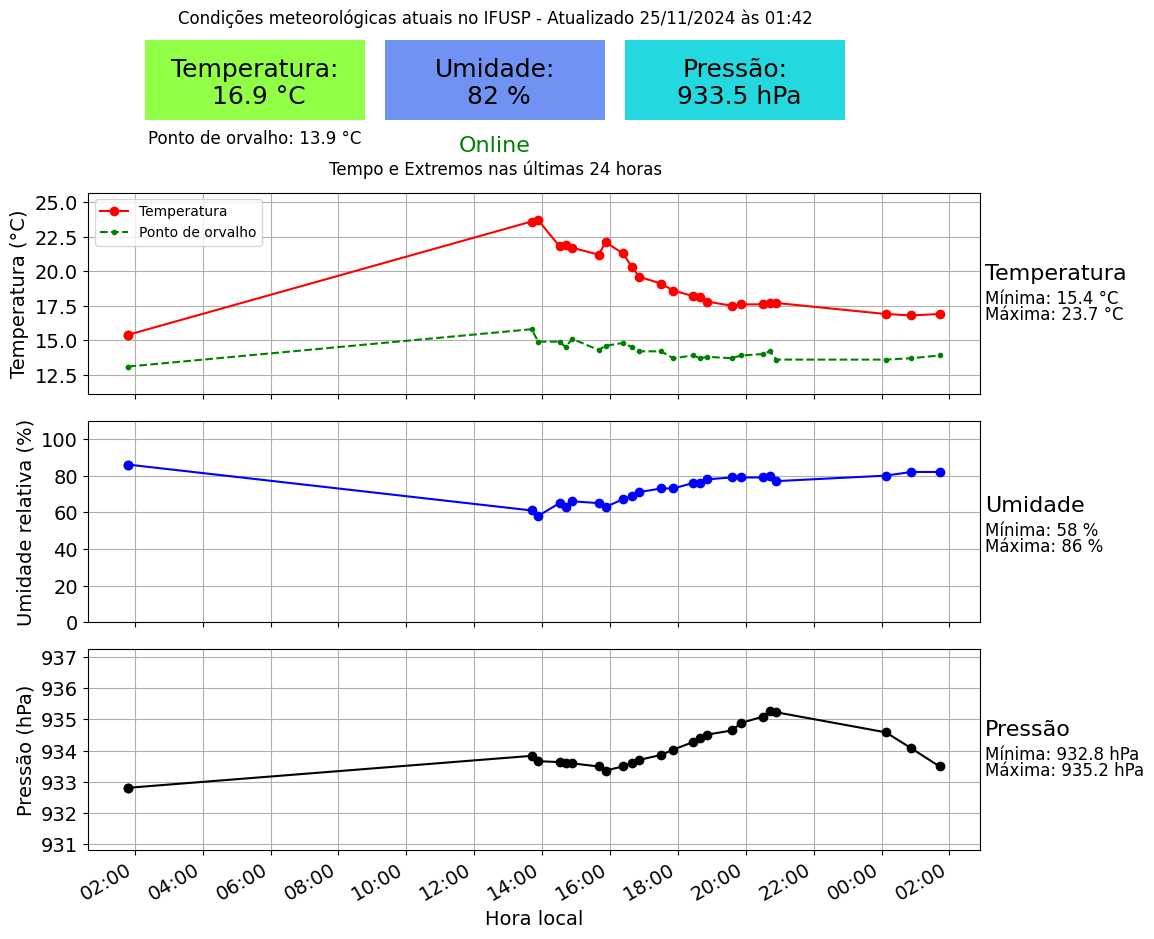 Condições meteorológicas atuais no IFUSP - Atualizado 25/11/2024 às 01:42
Temperatura:
16.9 °C
Umidade:
82 %
Pressão:
933.5 hPa
Ponto de orvalho: 13.9 °C
Online
Tempo e Extremos nas últimas 24 horas
Temperatura (°C)
25.0
22.5
20.0
17.5
15.0
12.5
Temperatura
Ponto de orvalho
Temperatura
Mínima: 15.4 °C
Máxima: 23.7 °C
Umidade relativa (%)
100
80
60
40
20
0
Umidade
Mínima: 58 %
Máxima: 86 %
Pressão (hPa)
937
936
935
934
933
932
931
Pressão
Mínima: 932.8 hPa
Máxima: 935.2 hPa
02:00 04:00 06:00 08:00 10:00 12:00 14:00 16:00 18:00 20:00 22:00 00:00 02:00
Hora local